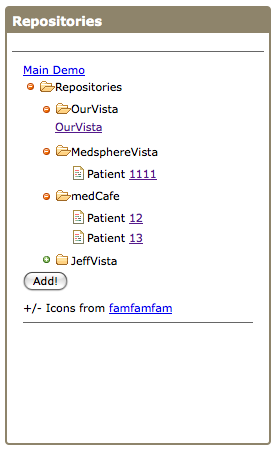 Repositories
Main Demo
Repositories
OurVista
OurVista
MedsphereVista
Patient 1111
medCafe
Patient 12
Patient 13
JeffVista
Add!
+/- Icons from famfamfam